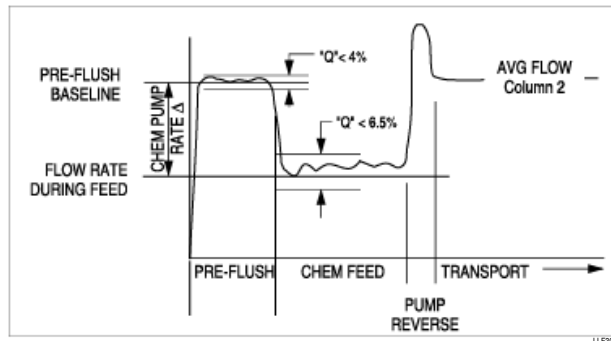 "Q"< 4%
PRE-FLUSH
BASELINE
AVG FLOW
Column 2
CHEM PUMP
RATE Δ
"Q" < 6.5%
FLOW RATE
DURING FEED
PRE-FLUSH
CHEM FEED
TRANSPORT
PUMP
REVERSE